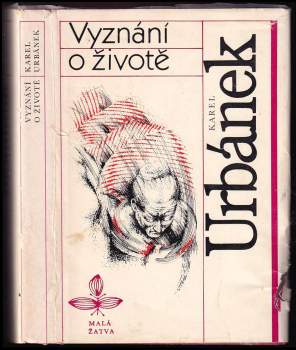 VYZNÁNÍ
O ŽIVOTĚ
KAREL
URBÁNEK
Vyznání
o životě
KAREL
Urbánek
MALÁ
ŽATVA